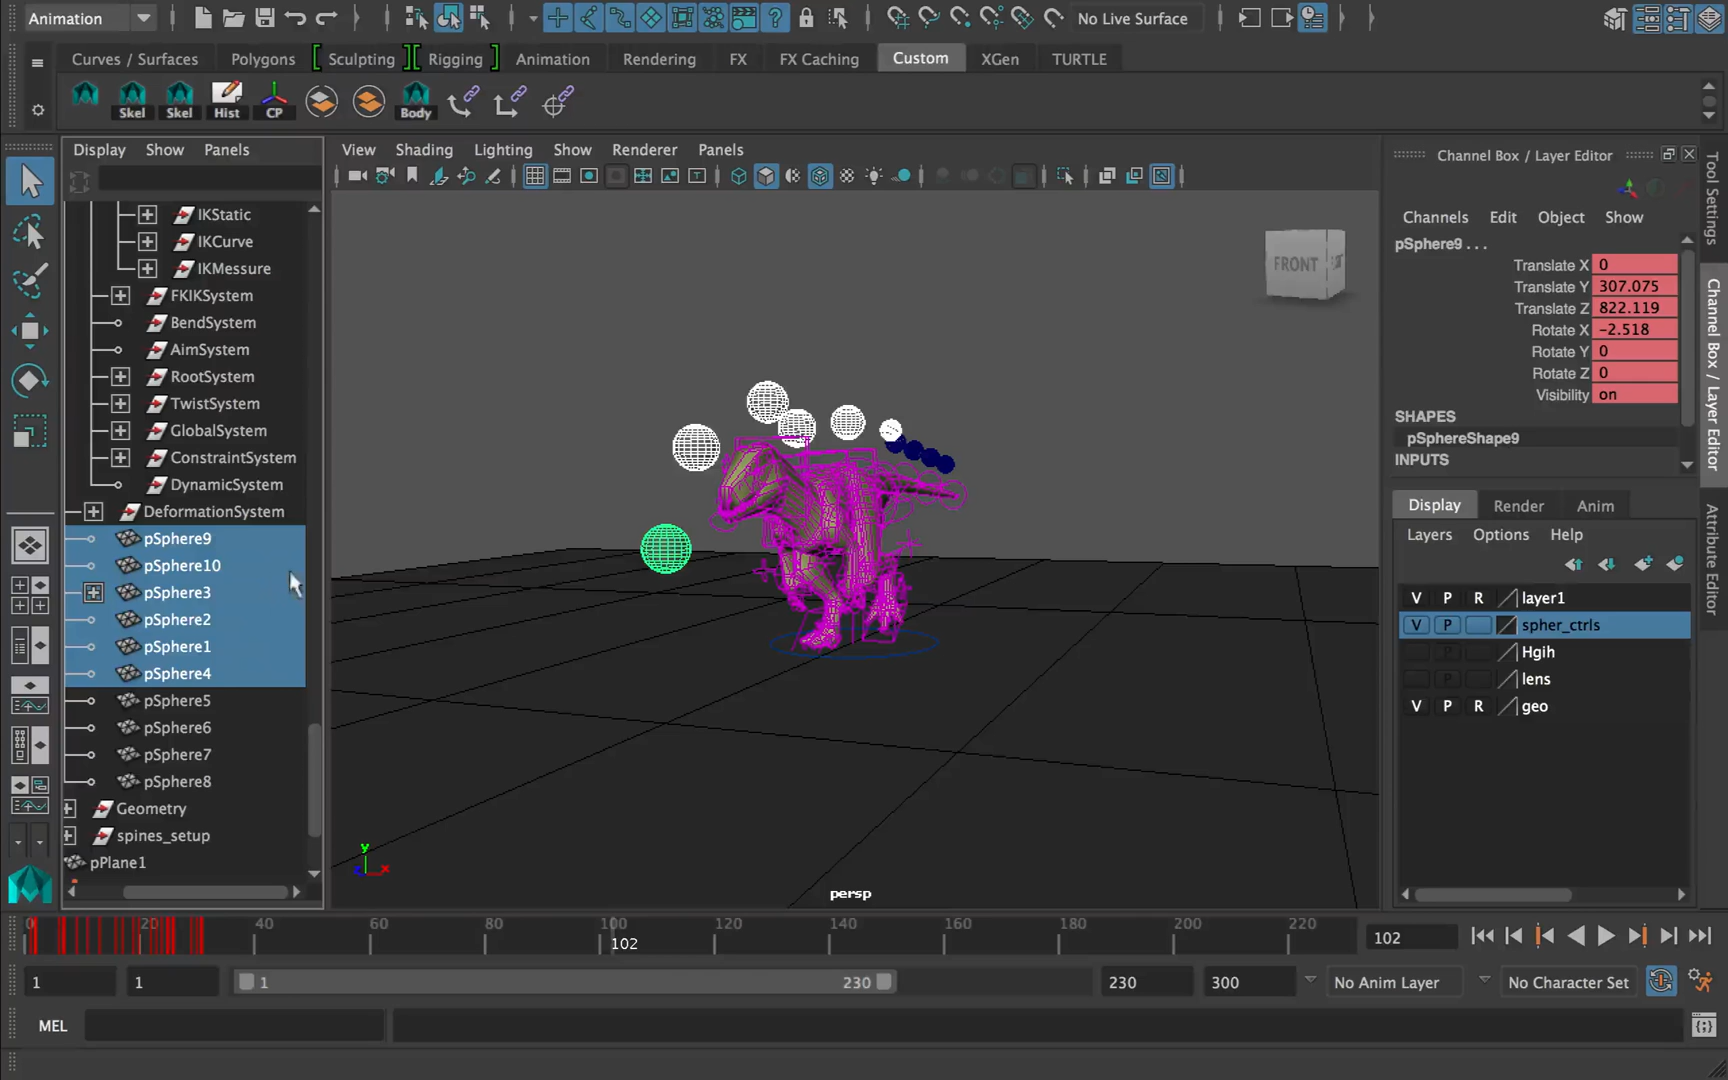 Animation
No Live Surface
Curves / Surfaces
Polygons
Sculpting
Rigging
Animation
Rendering
FX
FX Caching
Custom
XGen
TURTLE
Skel
Skel
Hist
CP
Body
Display Show Panels
IKStatic
IKCurve
IKMessure
FKIKSystem
BendSystem
AimSystem
RootSystem
TwistSystem
GlobalSystem
ConstraintSystem
DynamicSystem
DeformationSystem
pSphere9
pSphere10
pSphere3
pSphere2
pSphere1
pSphere4
pSphere5
pSphere6
pSphere7
pSphere8
Geometry
spines_setup
pPlane1
View Shading Lighting Show Renderer Panels
FRONT
y
x
persp
Channel Box / Layer Editor
Channels Edit Object Show
pSphere9 . . .
Translate X 0
Translate Y 307.075
Translate Z 822.119
Rotate X -2.518
Rotate Y 0
Rotate Z 0
Visibility on
SHAPES
pSphereShape9
INPUTS
Display Render Anim
Layers Options Help
V P R layer1
V P spher_ctrls
P Hgih
P lens
V P R geo
Tool Settings
Channel Box / Layer Editor
Attribute Editor
0 20 40 60 80 100 120 140 160 180 200 220
102
102
1 1 1 230 230 300 No Anim Layer No Character Set
MEL